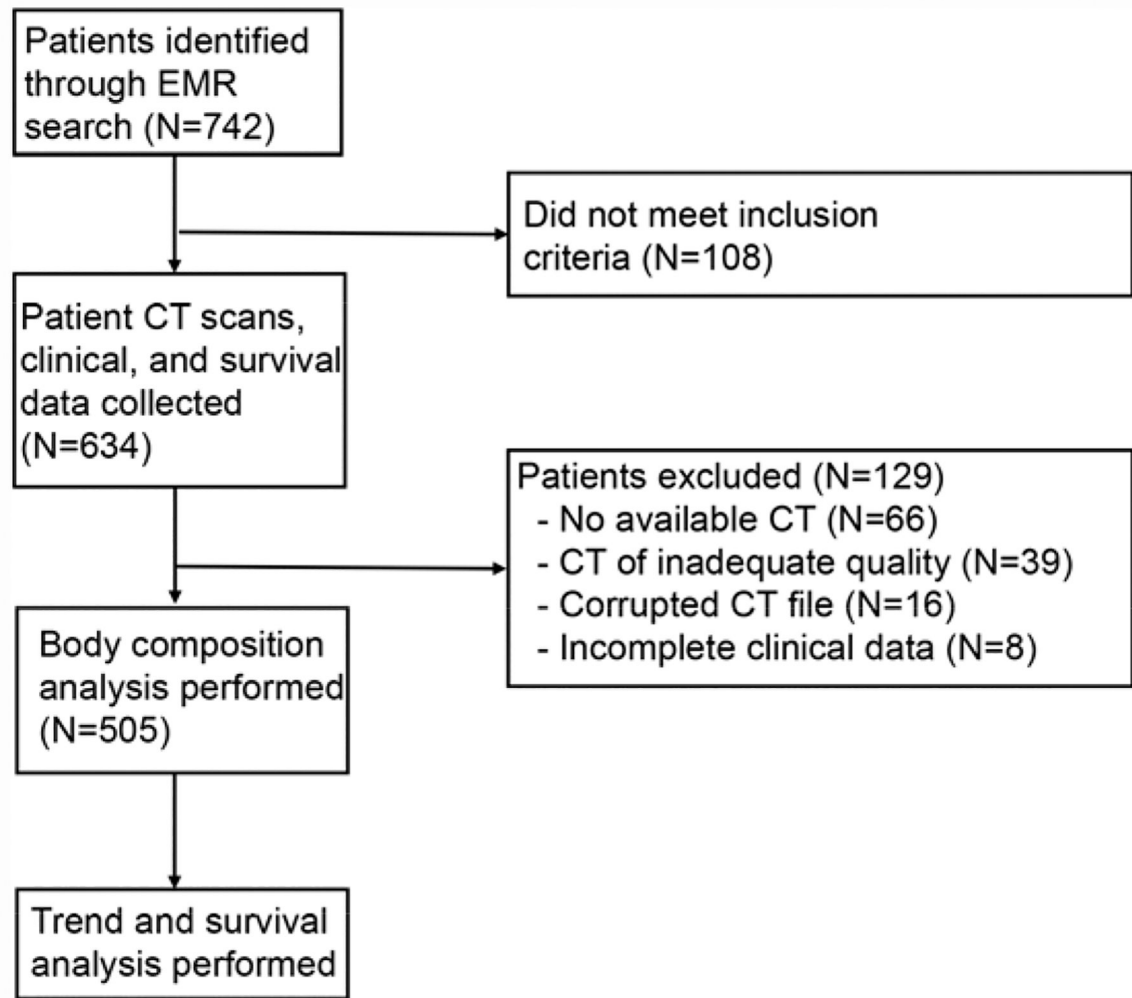 Patients identified
through EMR
search (N=742)
Did not meet inclusion
criteria (N=108)
Patient CT scans,
clinical, and survival
data collected
(N=634)
Patients excluded (N=129)
- No available CT (N=66)
- CT of inadequate quality (N=39)
- Corrupted CT file (N=16)
- Incomplete clinical data (N=8)
Body composition
analysis performed
(N=505)
Trend and survival
analysis performed